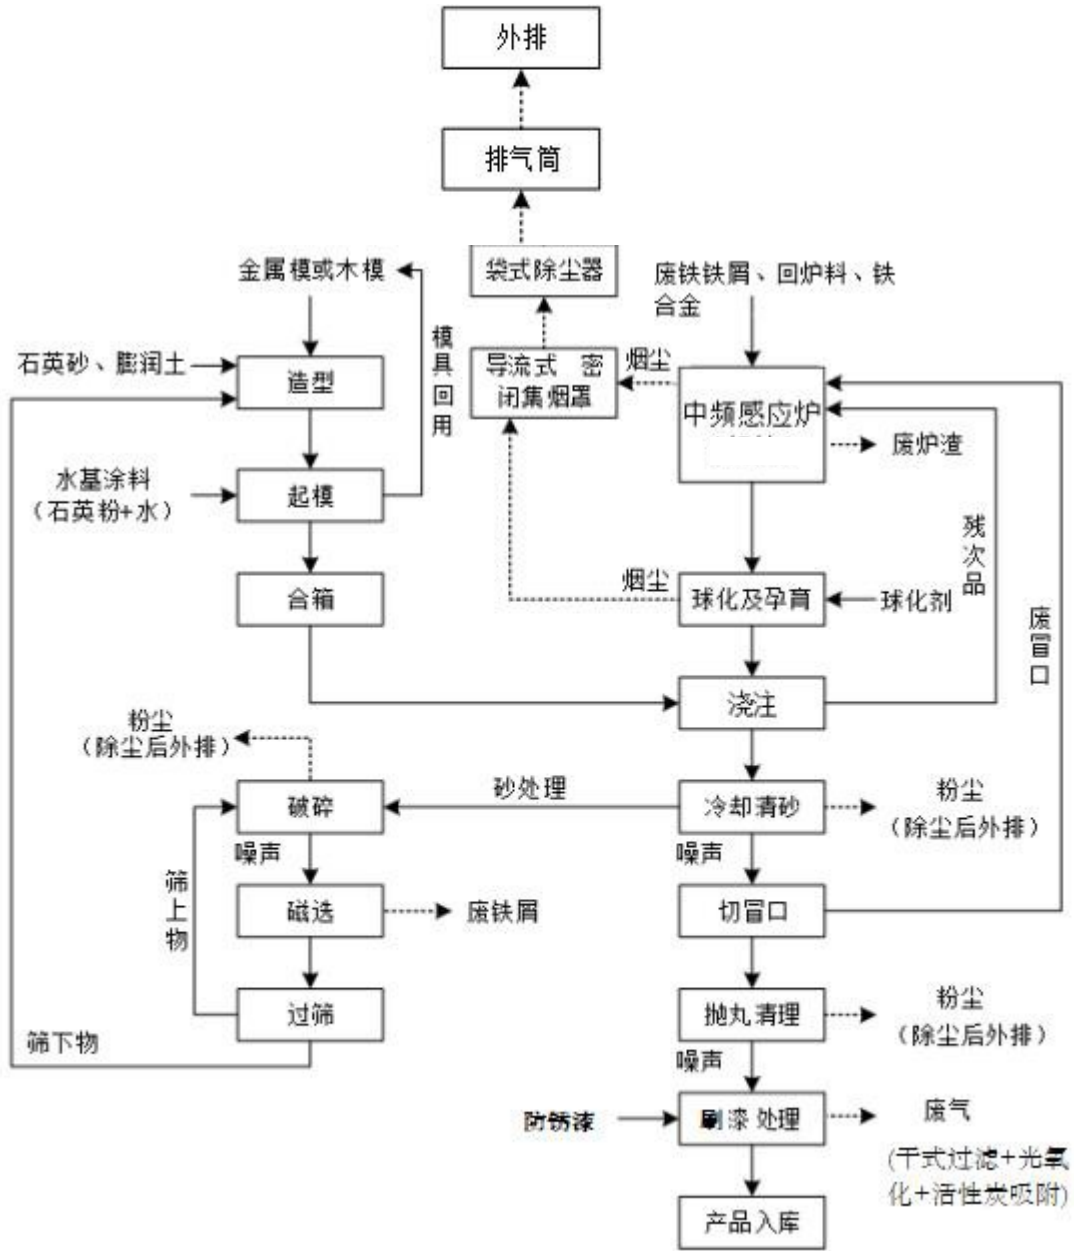 外排
排气筒
袋式除尘器
金属模或木模
废铁铁屑、回炉料、铁
合金
模具回用
石英砂、膨润土
造型
导流式 密
闭集烟罩
烟尘
中频感应炉
废炉渣
水基涂料
（石英粉+水）
起模
残次品
合箱
烟尘
球化及孕育
球化剂
废冒口
浇注
粉尘
（除尘后外排）
砂处理
破碎
冷却清砂
粉尘
（除尘后外排）
噪声
噪声
筛上物
磁选
废铁屑
切冒口
过筛
抛丸清理
粉尘
（除尘后外排）
筛下物
噪声
防锈漆
刷漆处理
废气
(干式过滤+光氧
化+活性炭吸附)
产品入库